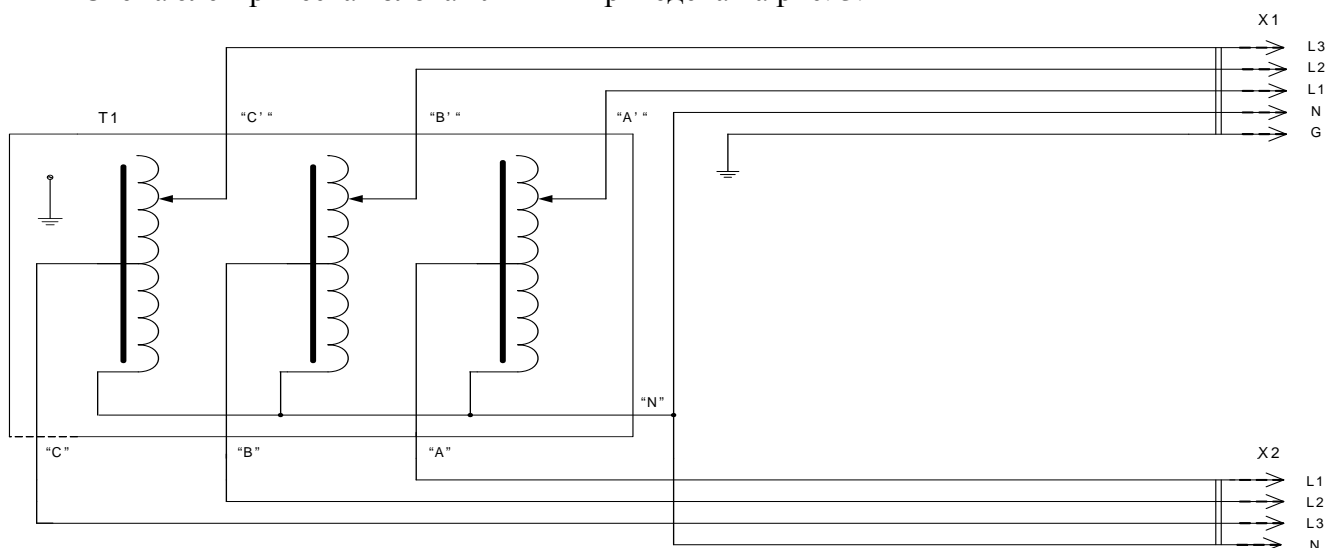 X1
L3
L2
T1 "C' " "B' " "A' " L1
N
G
"N"
"C" "B" "A" X2
L1
L2
L3
N